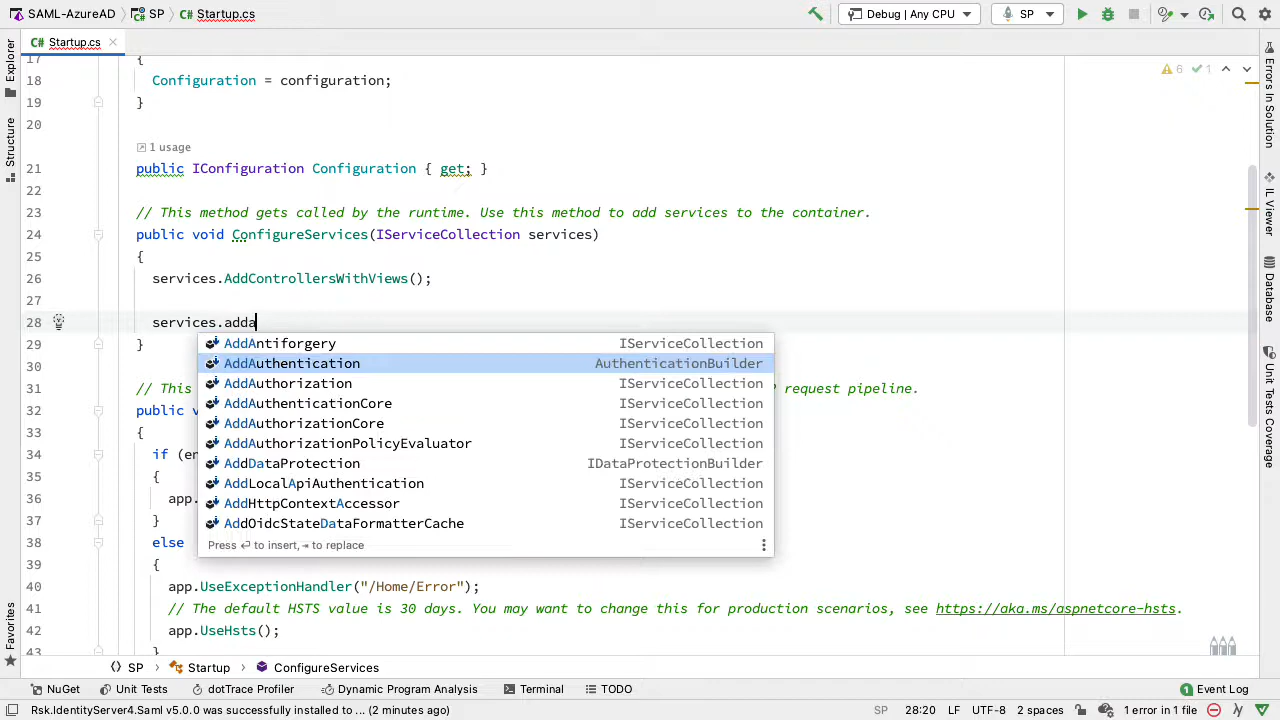 SAML-AzureAD > SP > C# Startup.cs
Debug | Any CPU
SP
C# Startup.cs
Explorer
Structure
Favorites
Errors In Solution
IL Viewer
Database
Unit Tests Coverage
6 1
17 {
18 Configuration = configuration;
19 }
20
1 usage
21 public IConfiguration Configuration { get; }
22
23 // This method gets called by the runtime. Use this method to add services to the container.
24 public void ConfigureServices(IServiceCollection services)
25 {
26 services.AddControllersWithViews();
27
28 services.adda
29 }
30
31 // This
request pipeline.
32 public v
33 {
34 if (en
35 {
36 app.
37 }
38 else
39 {
40 app.UseExceptionHandler("/Home/Error");
41 // The default HSTS value is 30 days. You may want to change this for production scenarios, see https://aka.ms/aspnetcore-hsts.
42 app.UseHsts();
43 }
AddAntiforgery IServiceCollection
AddAuthentication AuthenticationBuilder
AddAuthorization IServiceCollection
AddAuthenticationCore IServiceCollection
AddAuthorizationCore IServiceCollection
AddAuthorizationPolicyEvaluator IServiceCollection
AddDataProtection IDataProtectionBuilder
AddLocalApiAuthentication IServiceCollection
AddHttpContextAccessor IServiceCollection
AddOidcStateDataFormatterCache IServiceCollection
Press ⏎ to insert, ⇥ to replace
SP > Startup > ConfigureServices
NuGet Unit Tests dotTrace Profiler Dynamic Program Analysis Terminal TODO 1 Event Log
Rsk.IdentityServer4.Saml v5.0.0 was successfully installed to ... (2 minutes ago) SP 28:20 LF UTF-8 2 spaces 1 error in 1 file